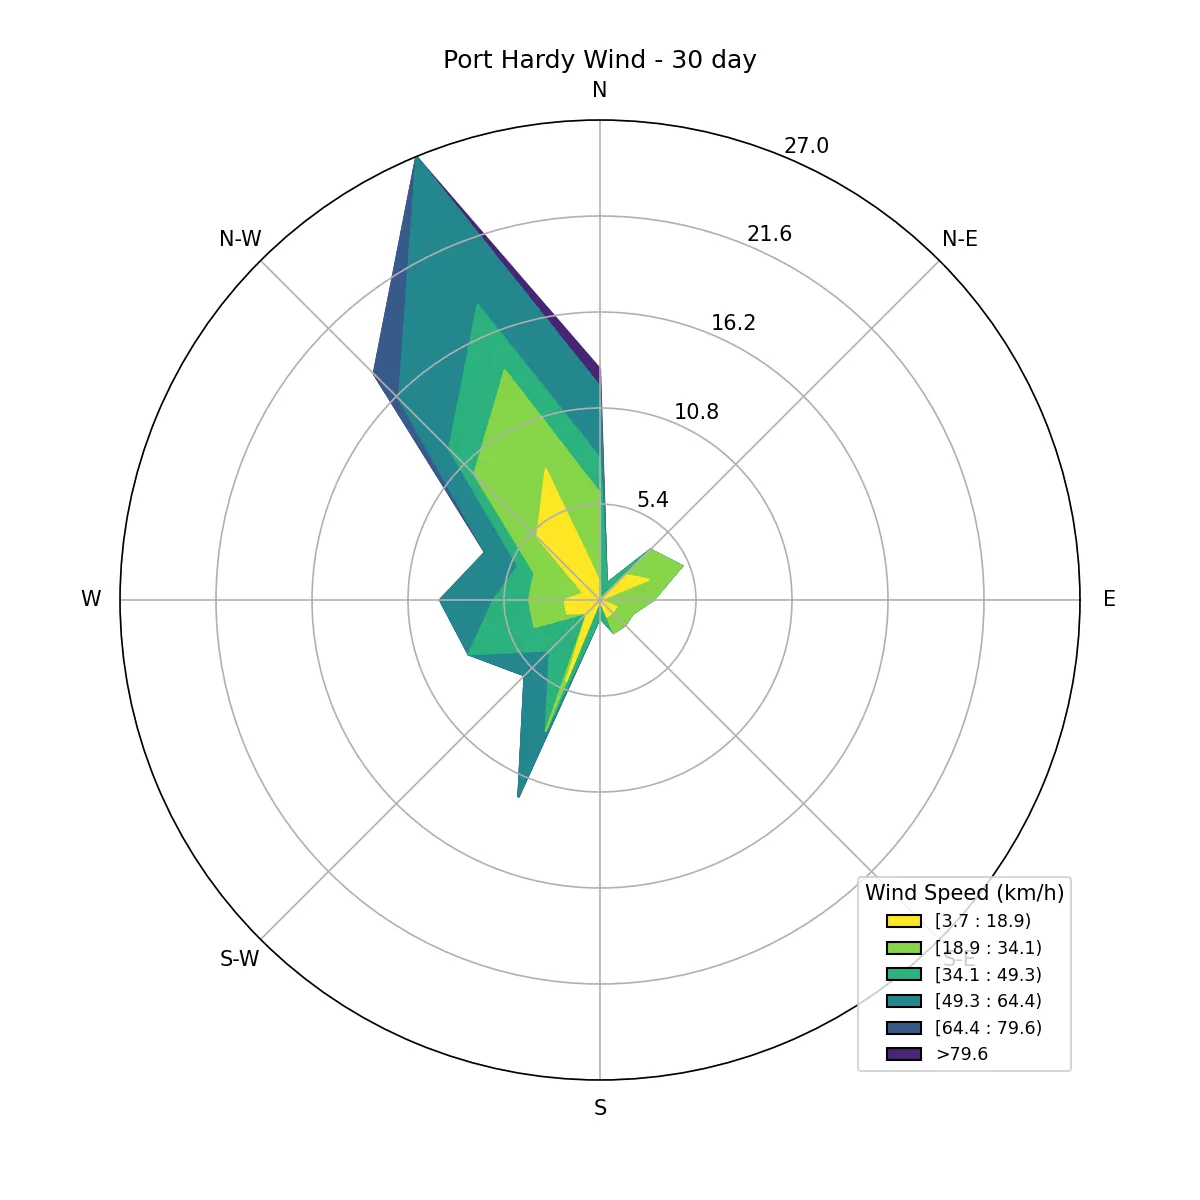 Port Hardy Wind - 30 day
N
27.0
N-W
21.6
N-E
16.2
10.8
5.4
W
E
Wind Speed (km/h)
[3.7 : 18.9)
[18.9 : 34.1)
S-W
S-E
[34.1 : 49.3)
[49.3 : 64.4)
[64.4 : 79.6)
>79.6
S